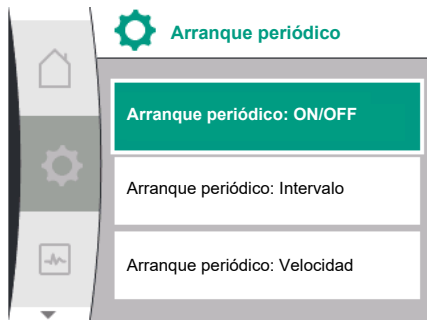 Arranque periódico
Arranque periódico: ON/OFF
Arranque periódico: Intervalo
Arranque periódico: Velocidad